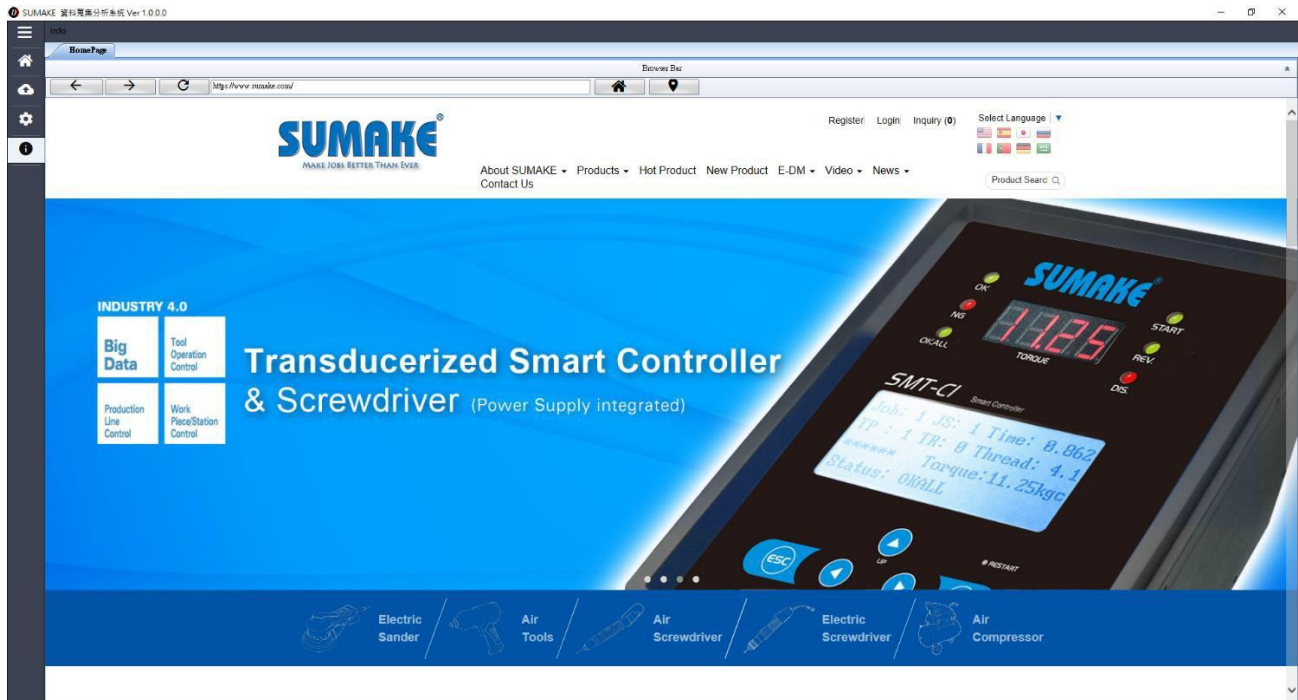 SUMAKE 資料蒐集分析系統 Ver 1.0.0.0
Info
HomePage
Browser Bar
https://www.sumake.com/
SUMAKE®
MAKE JOBS BETTER THAN EVER
Register Login Inquiry (0)
Select Language ▼
About SUMAKE Products Hot Product New Product E-DM Video News
Contact Us
Product Searc
INDUSTRY 4.0
Big
Data
Tool
Operation
Control
Production
Line
Control
Work
Piece/Station
Control
Transducerized Smart Controller
& Screwdriver (Power Supply integrated)
SUMAKE®
OK
NG
OKALL
11.25
TORQUE
START
REV.
DIS.
SMT-CI Smart Controller
Job: 1 JS: 1 Time: 0.862
TP : 1 TR: 0 Thread: 4.1
****** Torque:11.25kgc
Status: OKALL
ESC
UP
RESTART
Electric
Sander
Air
Tools
Air
Screwdriver
Electric
Screwdriver
Air
Compressor